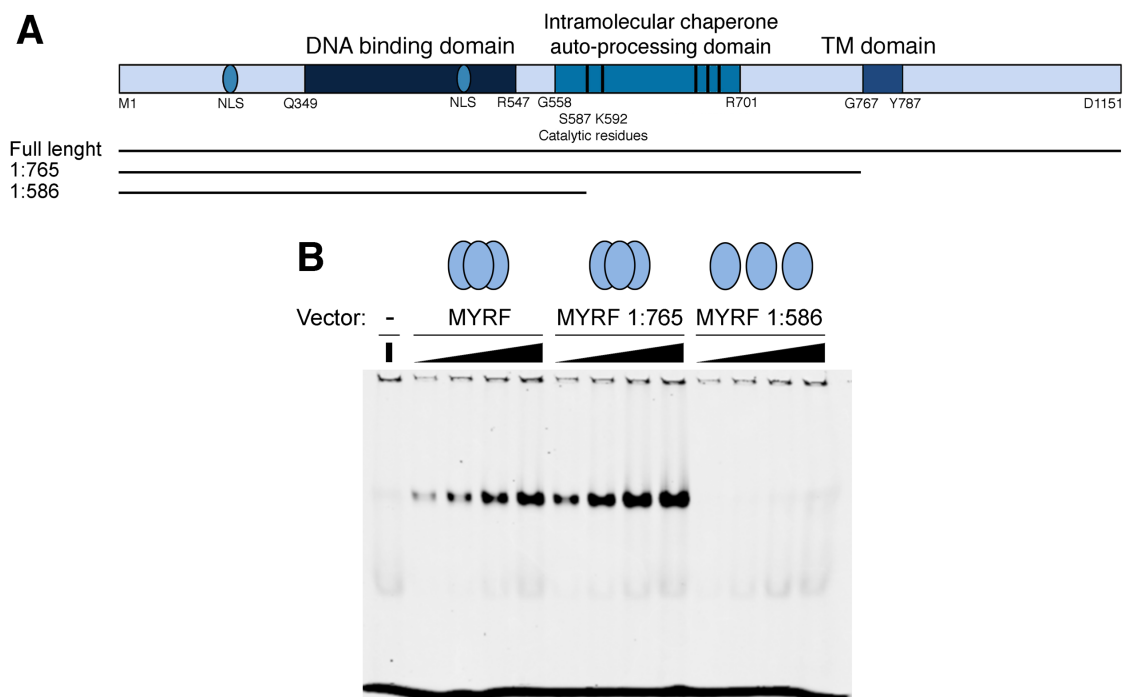 A
Intramolecular chaperone
DNA binding domain auto-processing domain TM domain
M1 NLS Q349 NLS R547 G558 R701 G767 Y787 D1151
S587 K592
Catalytic residues
Full lenght
1:765
1:586
B
Vector: - MYRF MYRF 1:765 MYRF 1:586